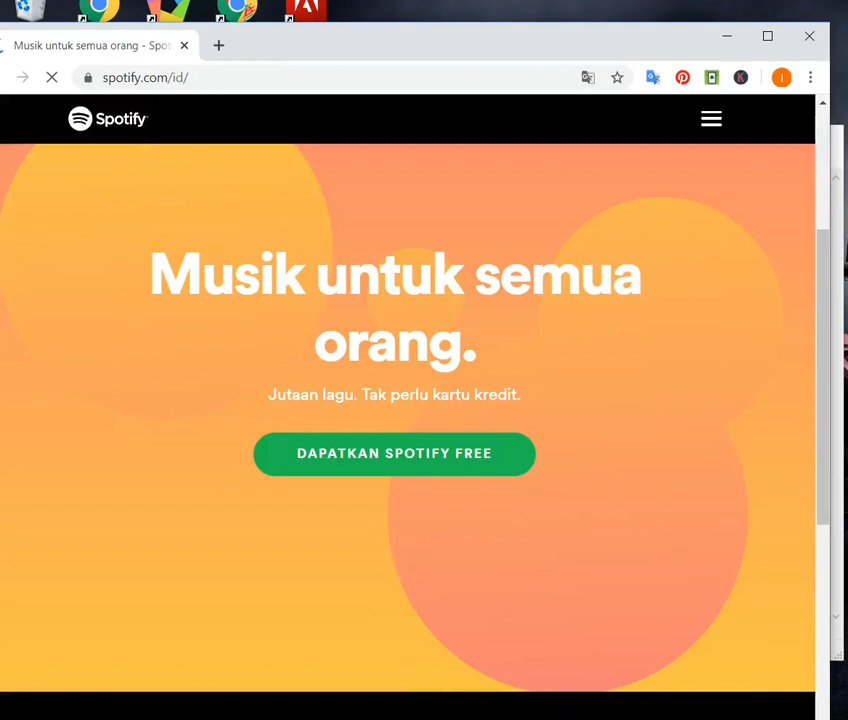 Musik untuk semua orang - Spot
spotify.com/id/
Spotify
Musik untuk semua
orang.
Jutaan lagu. Tak perlu kartu kredit.
DAPATKAN SPOTIFY FREE